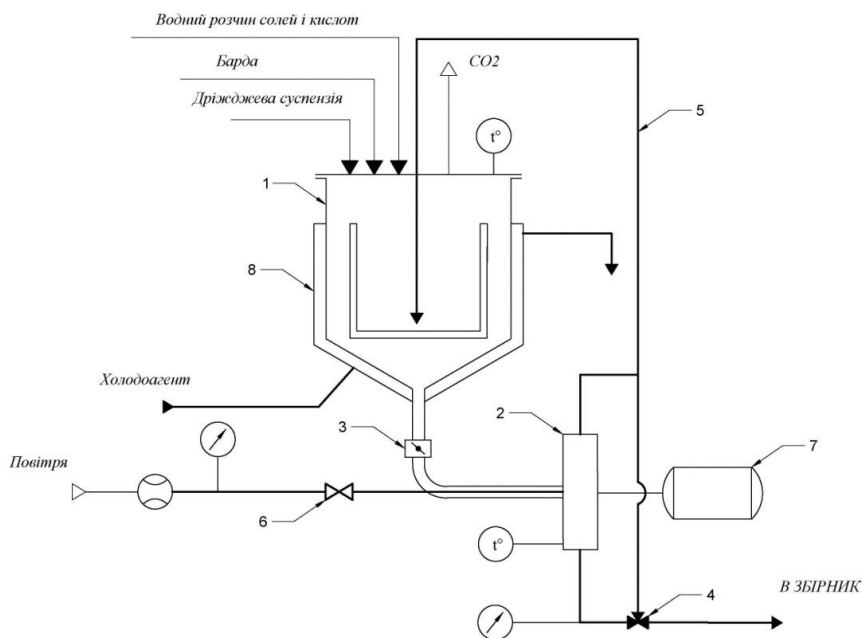 Водний розчин солей і кислот
Барда
CO2
Дріжджева суспензія
t°
5
1
8
Холодоагент
3
2
7
Повітря
6
t°
В ЗБІРНИК
4